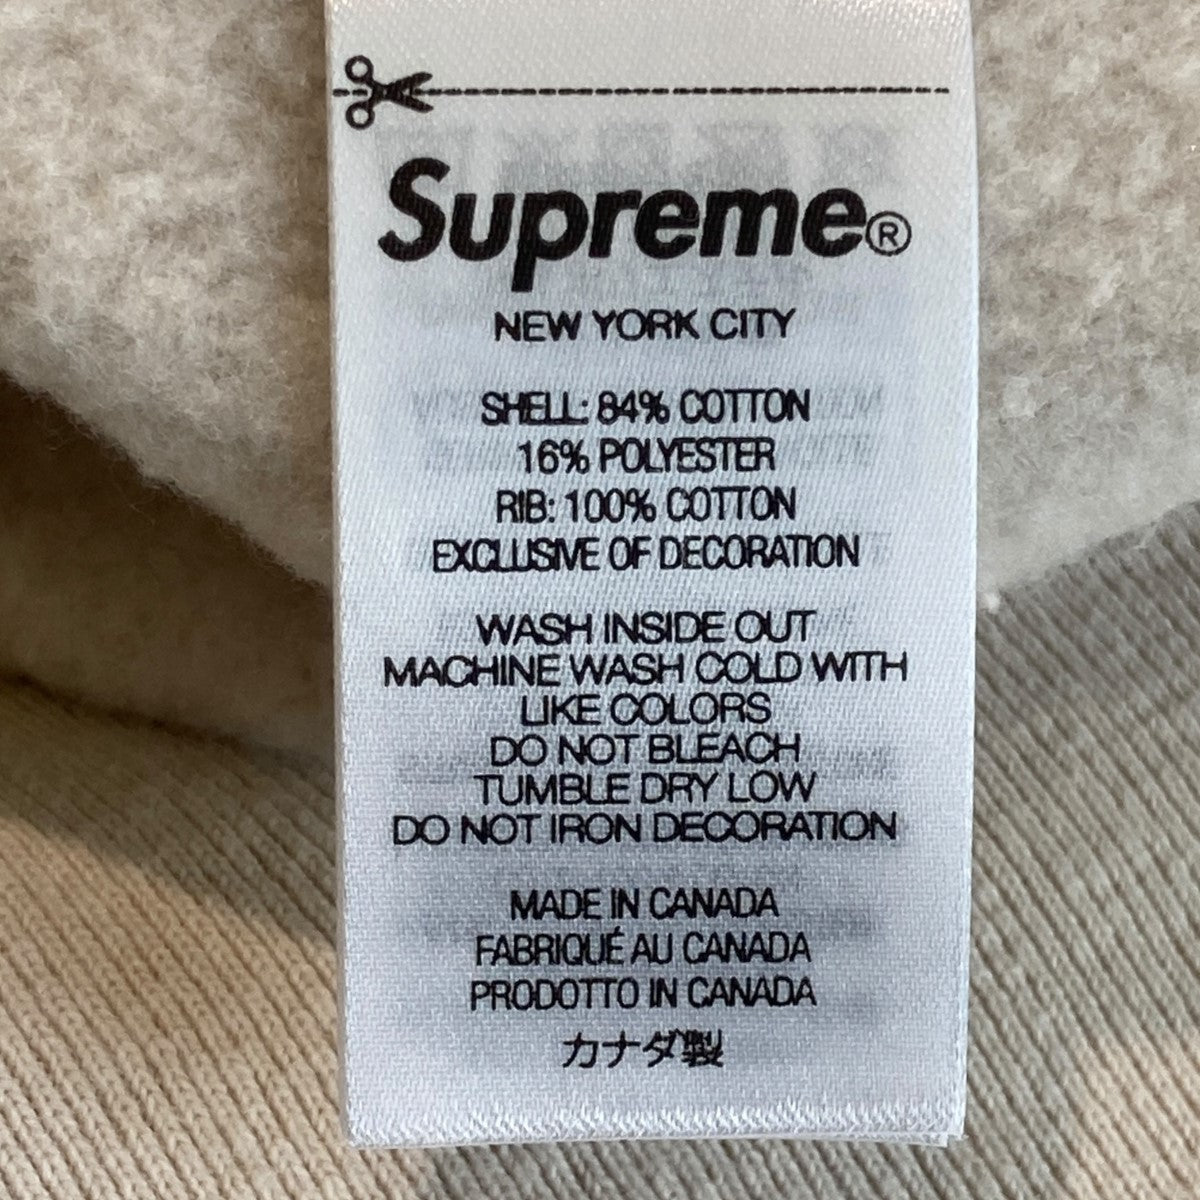 Supreme®
NEW YORK CITY
SHELL: 84% COTTON
16% POLYESTER
RIB: 100% COTTON
EXCLUSIVE OF DECORATION
WASH INSIDE OUT
MACHINE WASH COLD WITH
LIKE COLORS
DO NOT BLEACH
TUMBLE DRY LOW
DO NOT IRON DECORATION
MADE IN CANADA
FABRIQUÉ AU CANADA
PRODOTTO IN CANADA
カナダ製